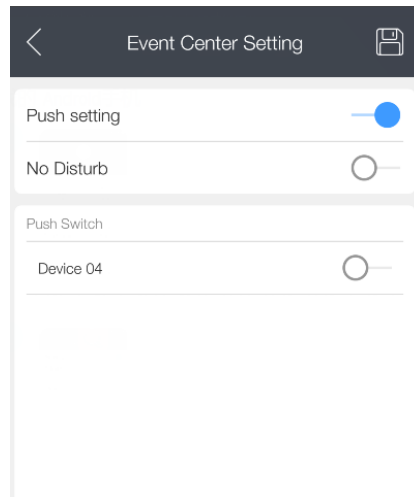 Event Center Setting
Push setting
No Disturb
Push Switch
Device 04